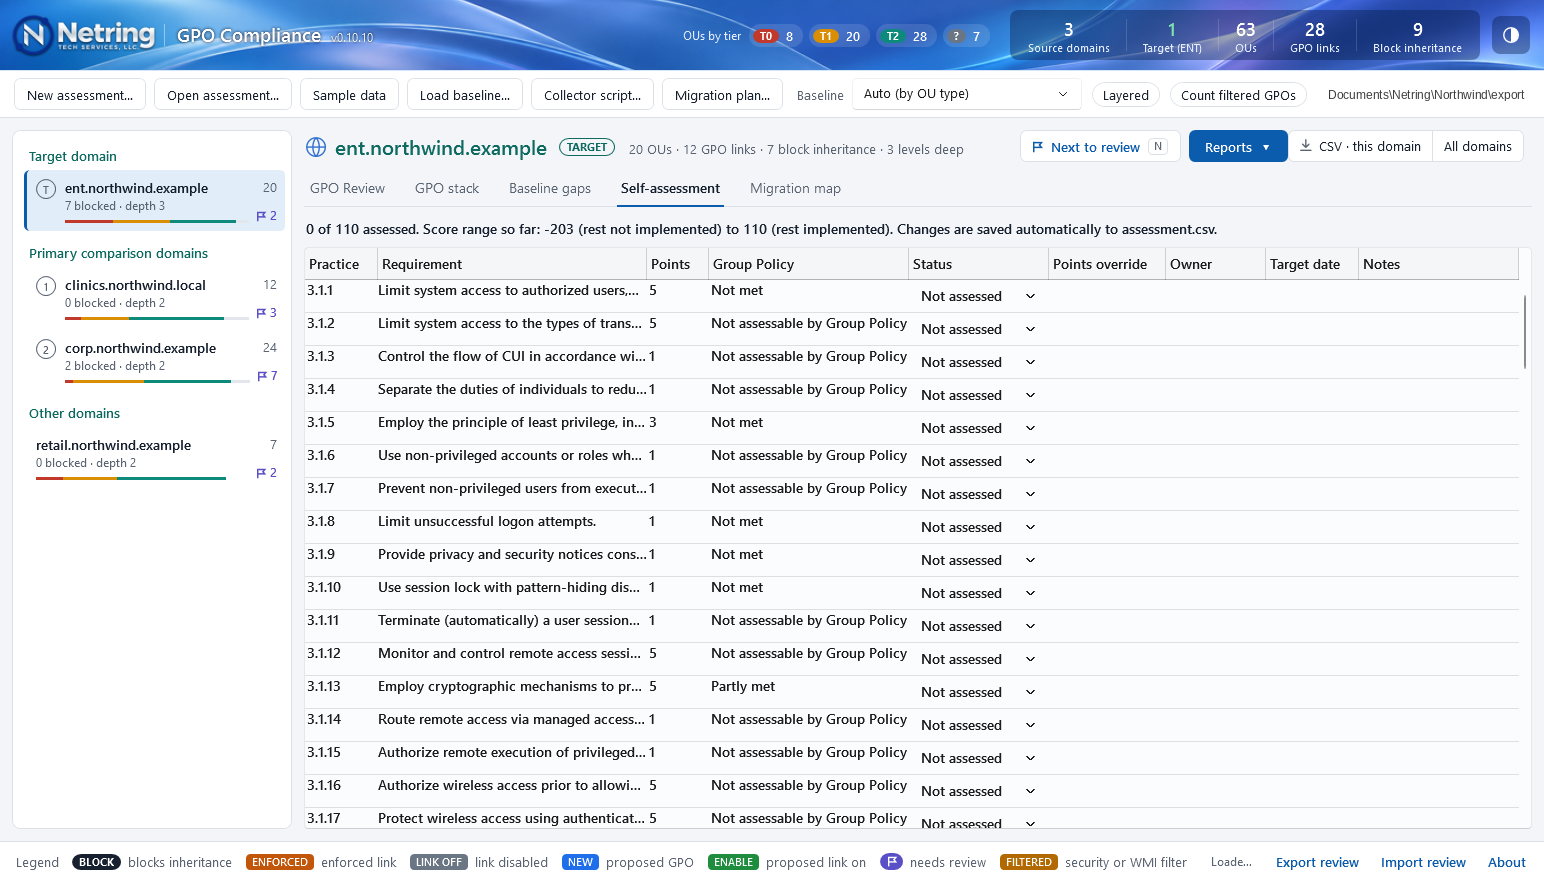 Netring
TECH SERVICES, LLC.
GPO Compliance v0.10.10
OUs by tier T0 8 T1 20 T2 28 ? 7
3 Source domains
1 Target (ENT)
63 OUs
28 GPO links
9 Block inheritance
New assessment... Open assessment... Sample data Load baseline... Collector script... Migration plan... Baseline Auto (by OU type) Layered Count filtered GPOs Documents\Netring\Northwind\export
Target domain
T ent.northwind.example 20
7 blocked · depth 3
2
Primary comparison domains
1 clinics.northwind.local 12
0 blocked · depth 2
3
2 corp.northwind.example 24
2 blocked · depth 2
7
Other domains
retail.northwind.example 7
0 blocked · depth 2
2
ent.northwind.example TARGET 20 OUs · 12 GPO links · 7 block inheritance · 3 levels deep
Next to review N Reports ▼ CSV · this domain All domains
GPO Review GPO stack Baseline gaps Self-assessment Migration map
0 of 110 assessed. Score range so far: -203 (rest not implemented) to 110 (rest implemented). Changes are saved automatically to assessment.csv.
Practice Requirement Points Group Policy Status Points override Owner Target date Notes
3.1.1 Limit system access to authorized users,... 5 Not met Not assessed
3.1.2 Limit system access to the types of trans... 5 Not assessable by Group Policy Not assessed
3.1.3 Control the flow of CUI in accordance wi... 1 Not assessable by Group Policy Not assessed
3.1.4 Separate the duties of individuals to redu... 1 Not assessable by Group Policy Not assessed
3.1.5 Employ the principle of least privilege, in... 3 Not met Not assessed
3.1.6 Use non-privileged accounts or roles wh... 1 Not assessable by Group Policy Not assessed
3.1.7 Prevent non-privileged users from execut... 1 Not assessable by Group Policy Not assessed
3.1.8 Limit unsuccessful logon attempts. 1 Not met Not assessed
3.1.9 Provide privacy and security notices cons... 1 Not met Not assessed
3.1.10 Use session lock with pattern-hiding dis... 1 Not met Not assessed
3.1.11 Terminate (automatically) a user session... 1 Not assessable by Group Policy Not assessed
3.1.12 Monitor and control remote access sessi... 5 Not assessable by Group Policy Not assessed
3.1.13 Employ cryptographic mechanisms to pr... 5 Partly met Not assessed
3.1.14 Route remote access via managed access... 1 Not assessable by Group Policy Not assessed
3.1.15 Authorize remote execution of privileged... 1 Not assessable by Group Policy Not assessed
3.1.16 Authorize wireless access prior to allowi... 5 Not assessable by Group Policy Not assessed
3.1.17 Protect wireless access using authenticat... 5 Not assessable by Group Policy Not assessed
Legend BLOCK blocks inheritance ENFORCED enforced link LINK OFF link disabled NEW proposed GPO ENABLE proposed link on needs review FILTERED security or WMI filter Loade... Export review Import review About